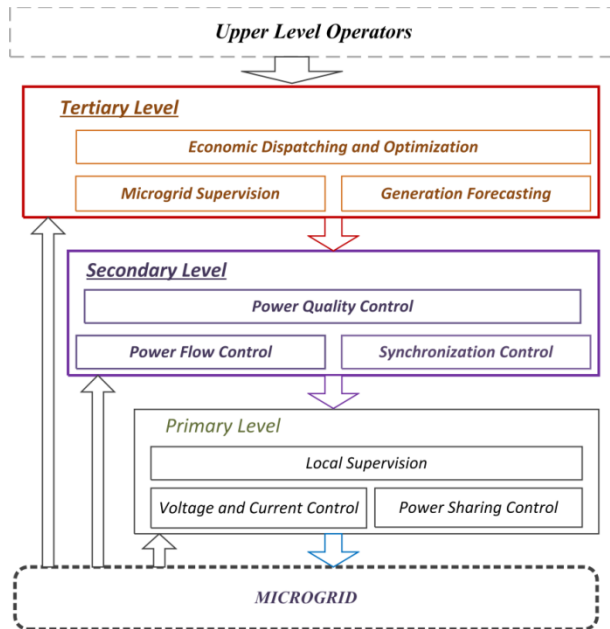 Upper Level Operators
Tertiary Level
Economic Dispatching and Optimization
Microgrid Supervision
Generation Forecasting
Secondary Level
Power Quality Control
Power Flow Control
Synchronization Control
Primary Level
Local Supervision
Voltage and Current Control
Power Sharing Control
MICROGRID